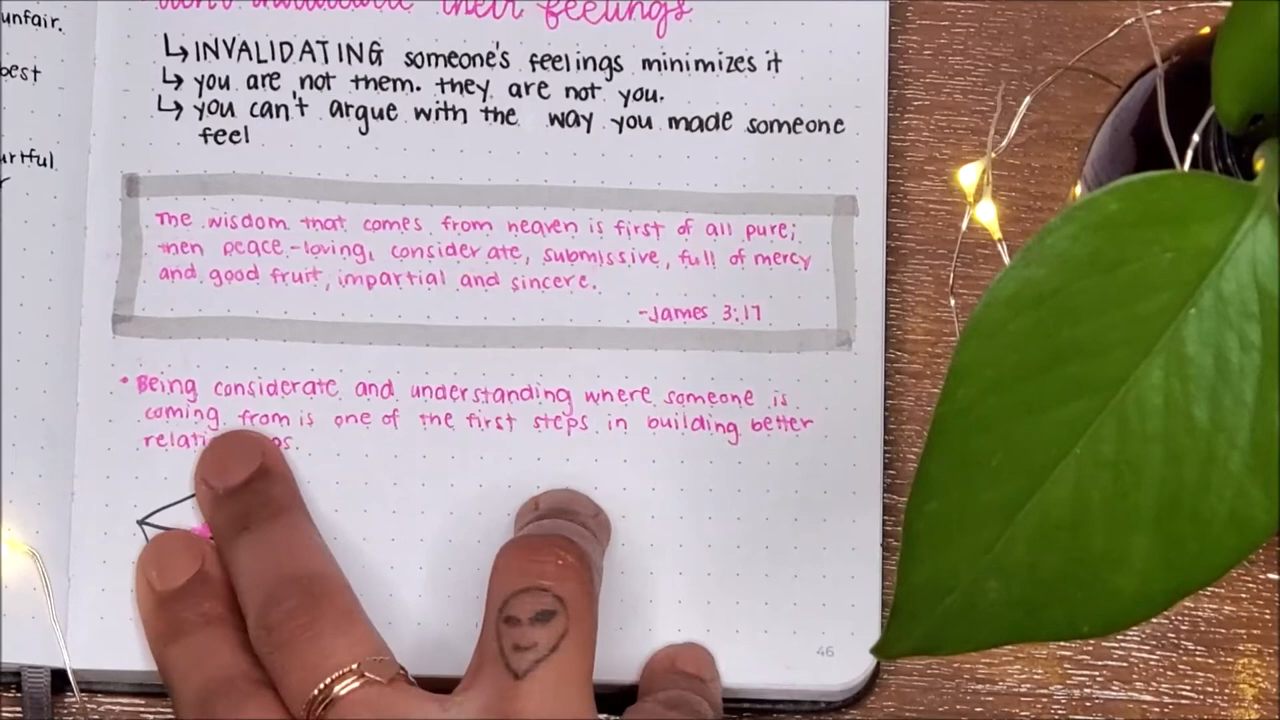 unfair.
best
their feelings
↳ INVALIDATING someone's feelings minimizes it
↳ you are not them. they are not you.
↳ you can't argue with the way you made someone
feel
The wisdom that comes from heaven is first of all pure;
then peace-loving, considerate, submissive, full of mercy
and good fruit, impartial and sincere.
-James 3:17
• Being considerate and understanding where someone is
coming from is one of the first steps in building better
46